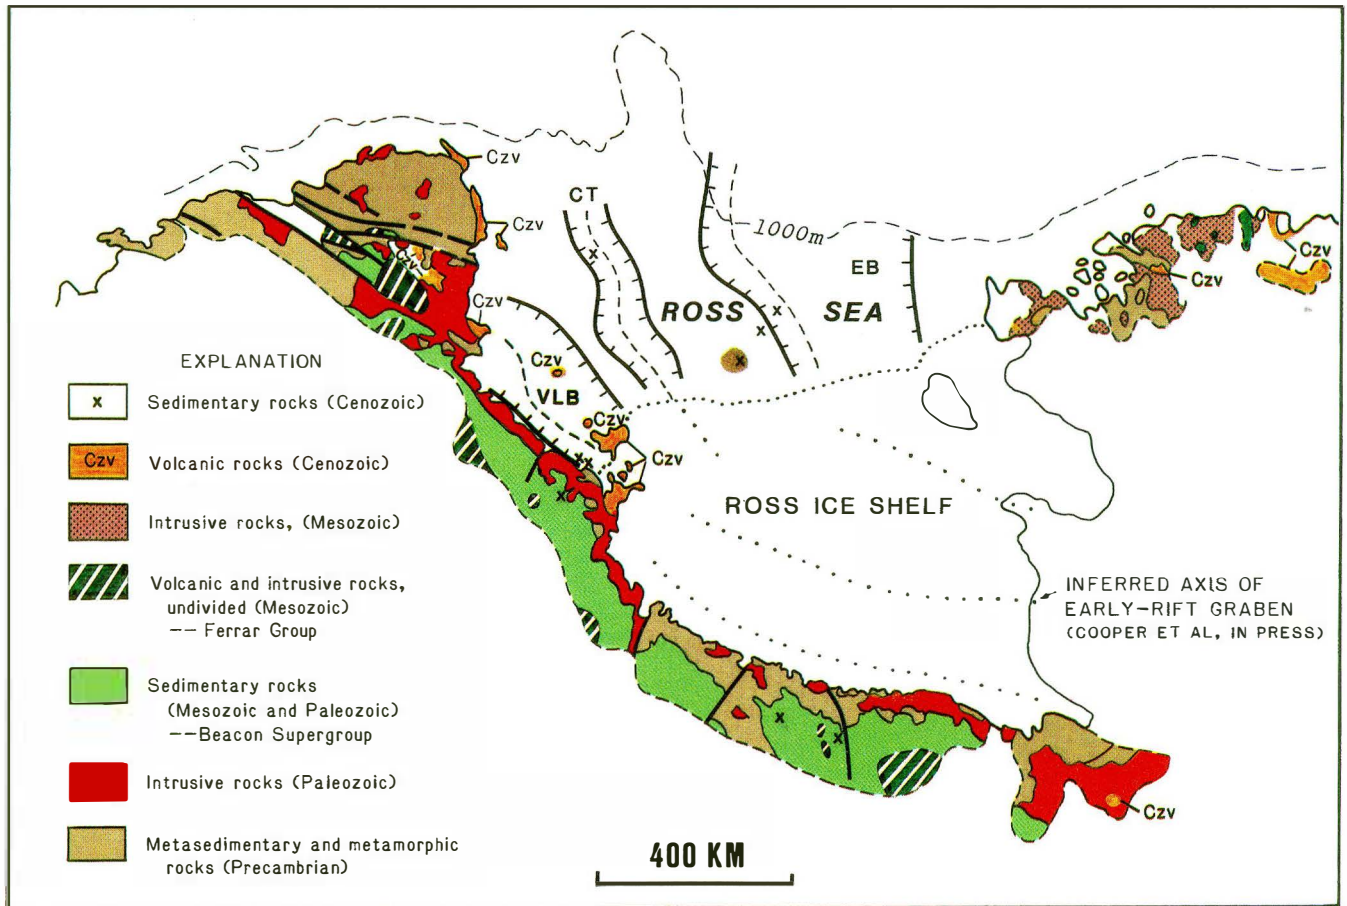 Czv
CT
Czv
1000m
Czv
Czv
EB
Czv
Czv
ROSS SEA
EXPLANATION
Czv
VLB
x Sedimentary rocks (Cenozoic)
Czv
Czv
Czv Volcanic rocks (Cenozoic)
ROSS ICE SHELF
Intrusive rocks, (Mesozoic)
Volcanic and intrusive rocks,
undivided (Mesozoic)
-- Ferrar Group
INFERRED AXIS OF
EARLY-RIFT GRABEN
(COOPER ET AL, IN PRESS)
Sedimentary rocks
(Mesozoic and Paleozoic)
--Beacon Supergroup
Intrusive rocks (Paleozoic)
Czv
Metasedimentary and metamorphic
rocks (Precambrian)
400 KM